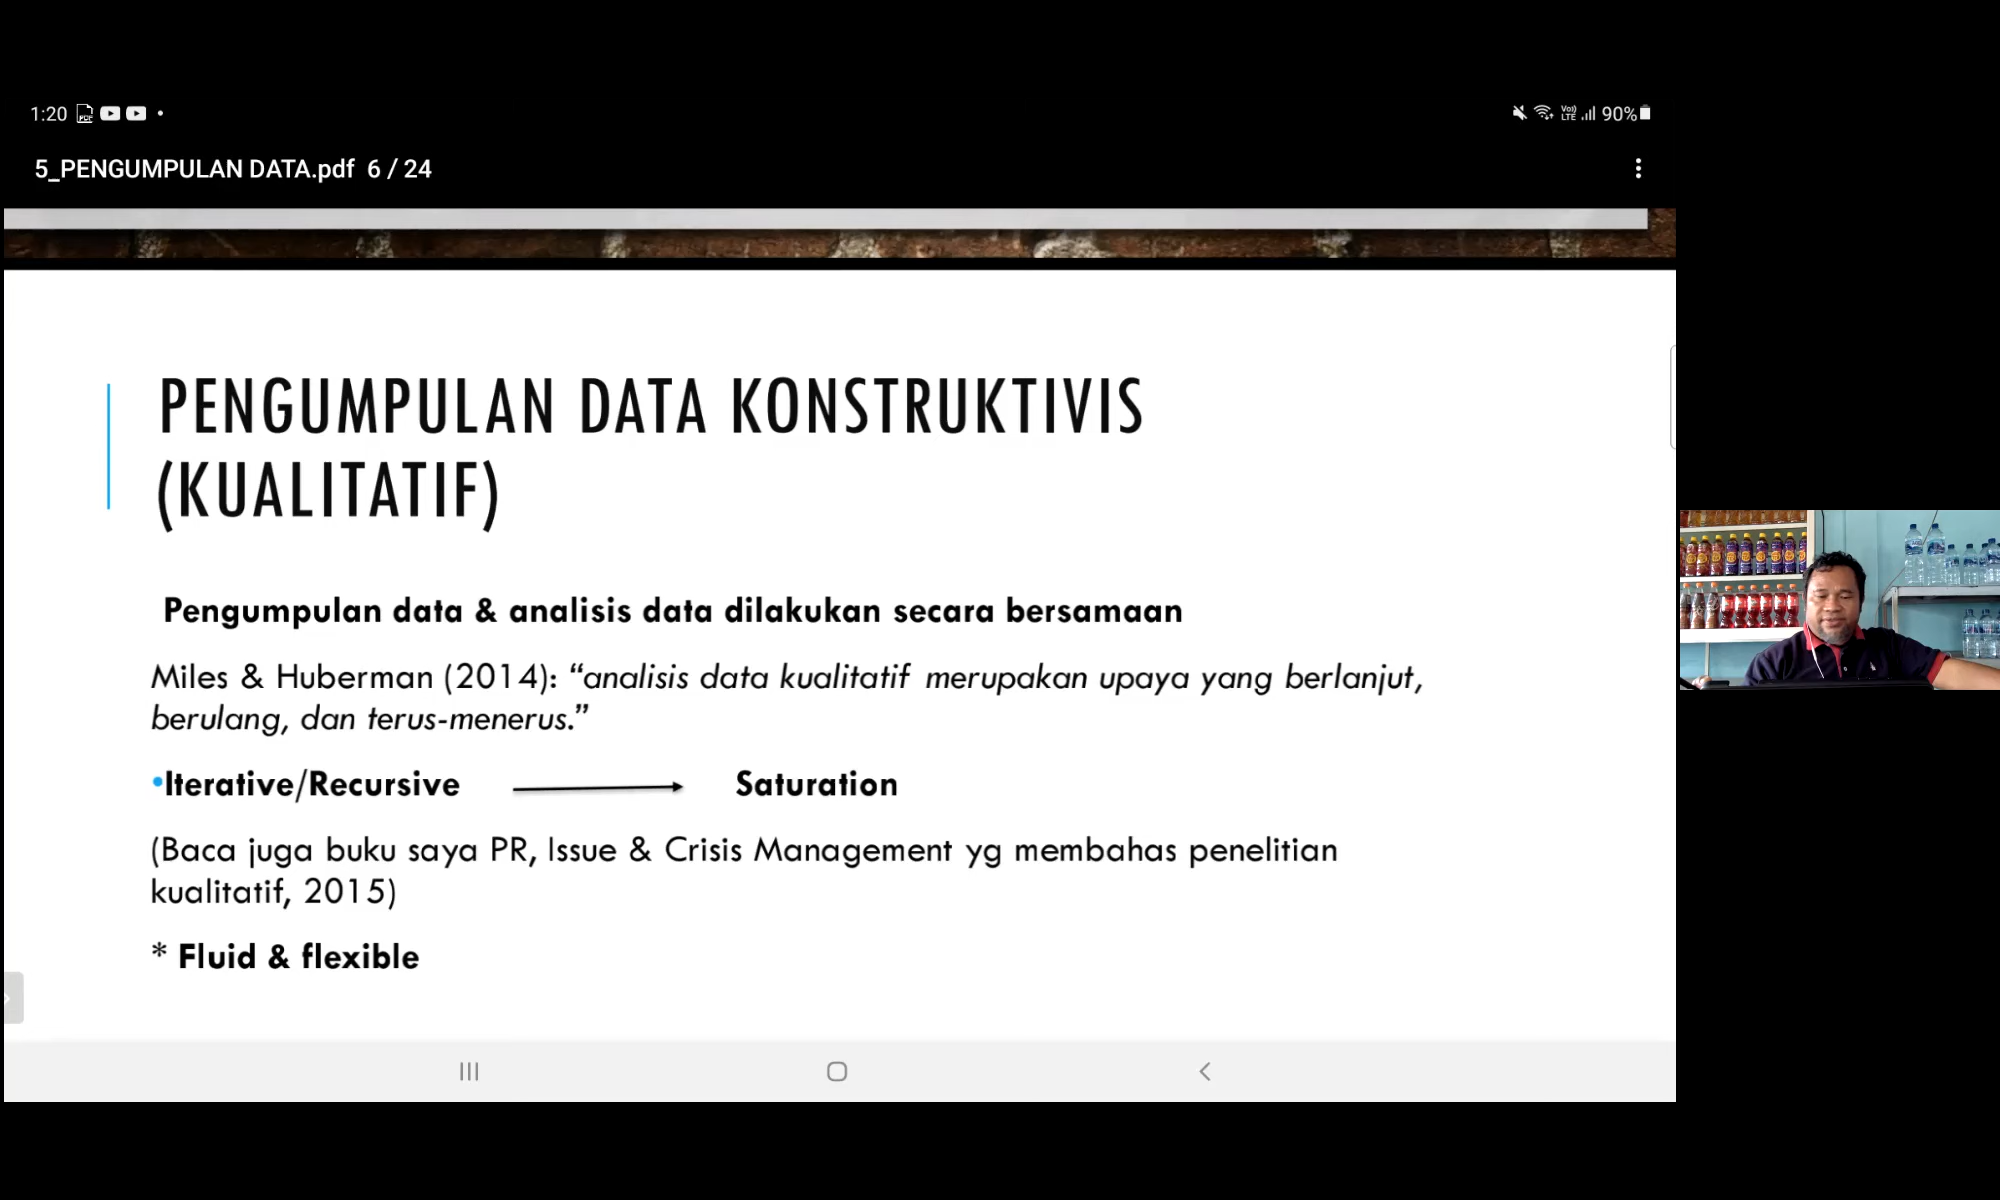 1:20
90%
5_PENGUMPULAN DATA.pdf 6 / 24
PENGUMPULAN DATA KONSTRUKTIVIS
(KUALITATIF)
Pengumpulan data & analisis data dilakukan secara bersamaan
Miles & Huberman (2014): “analisis data kualitatif merupakan upaya yang berlanjut,
berulang, dan terus-menerus.”
•Iterative/Recursive Saturation
(Baca juga buku saya PR, Issue & Crisis Management yg membahas penelitian
kualitatif, 2015)
* Fluid & flexible